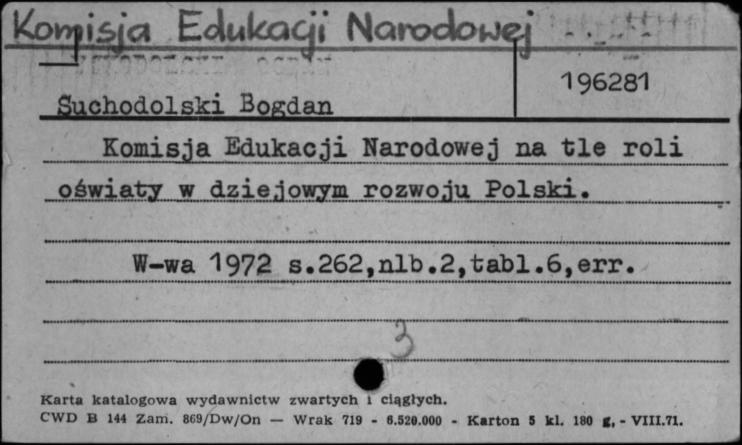 Komisja Edukacji Narodowej
196281
Suchodolski Bogdan
Komisja Edukacji Narodowej na tle roli
oświaty w dziejowym rozwoju Polski.
W-wa 1972 s.262,nlb.2,tabl.6,err.
3
Karta katalogowa wydawnictw zwartych i ciągłych.
CWD B 144 Zam. 869/Dw/On — Wrak 719 - 6.520.000 - Karton 5 kl. 180 g, - VIII.71.